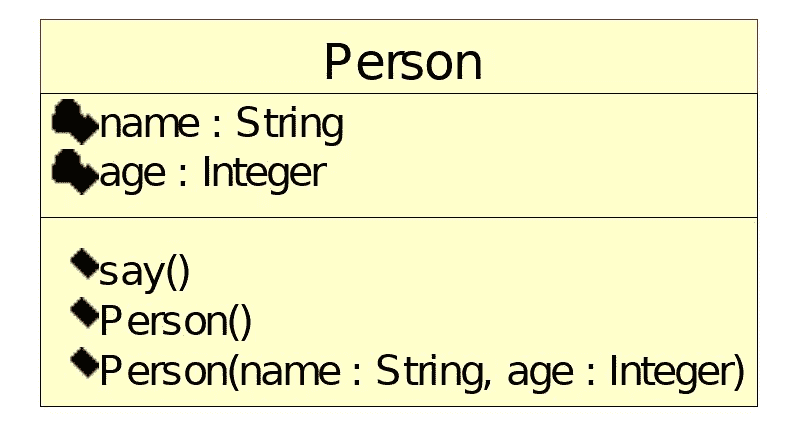 Person
name : String
age : Integer
say()
Person()
Person(name : String, age : Integer)